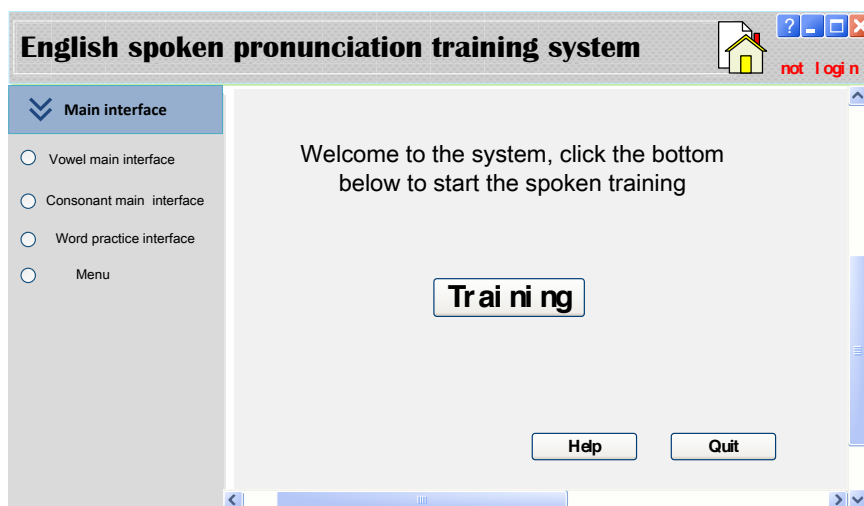 English spoken pronunciation training system
?
not login
Main interface
Vowel main interface
Consonant main interface
Word practice interface
Menu
Welcome to the system, click the bottom
below to start the spoken training
Training
Help
Quit